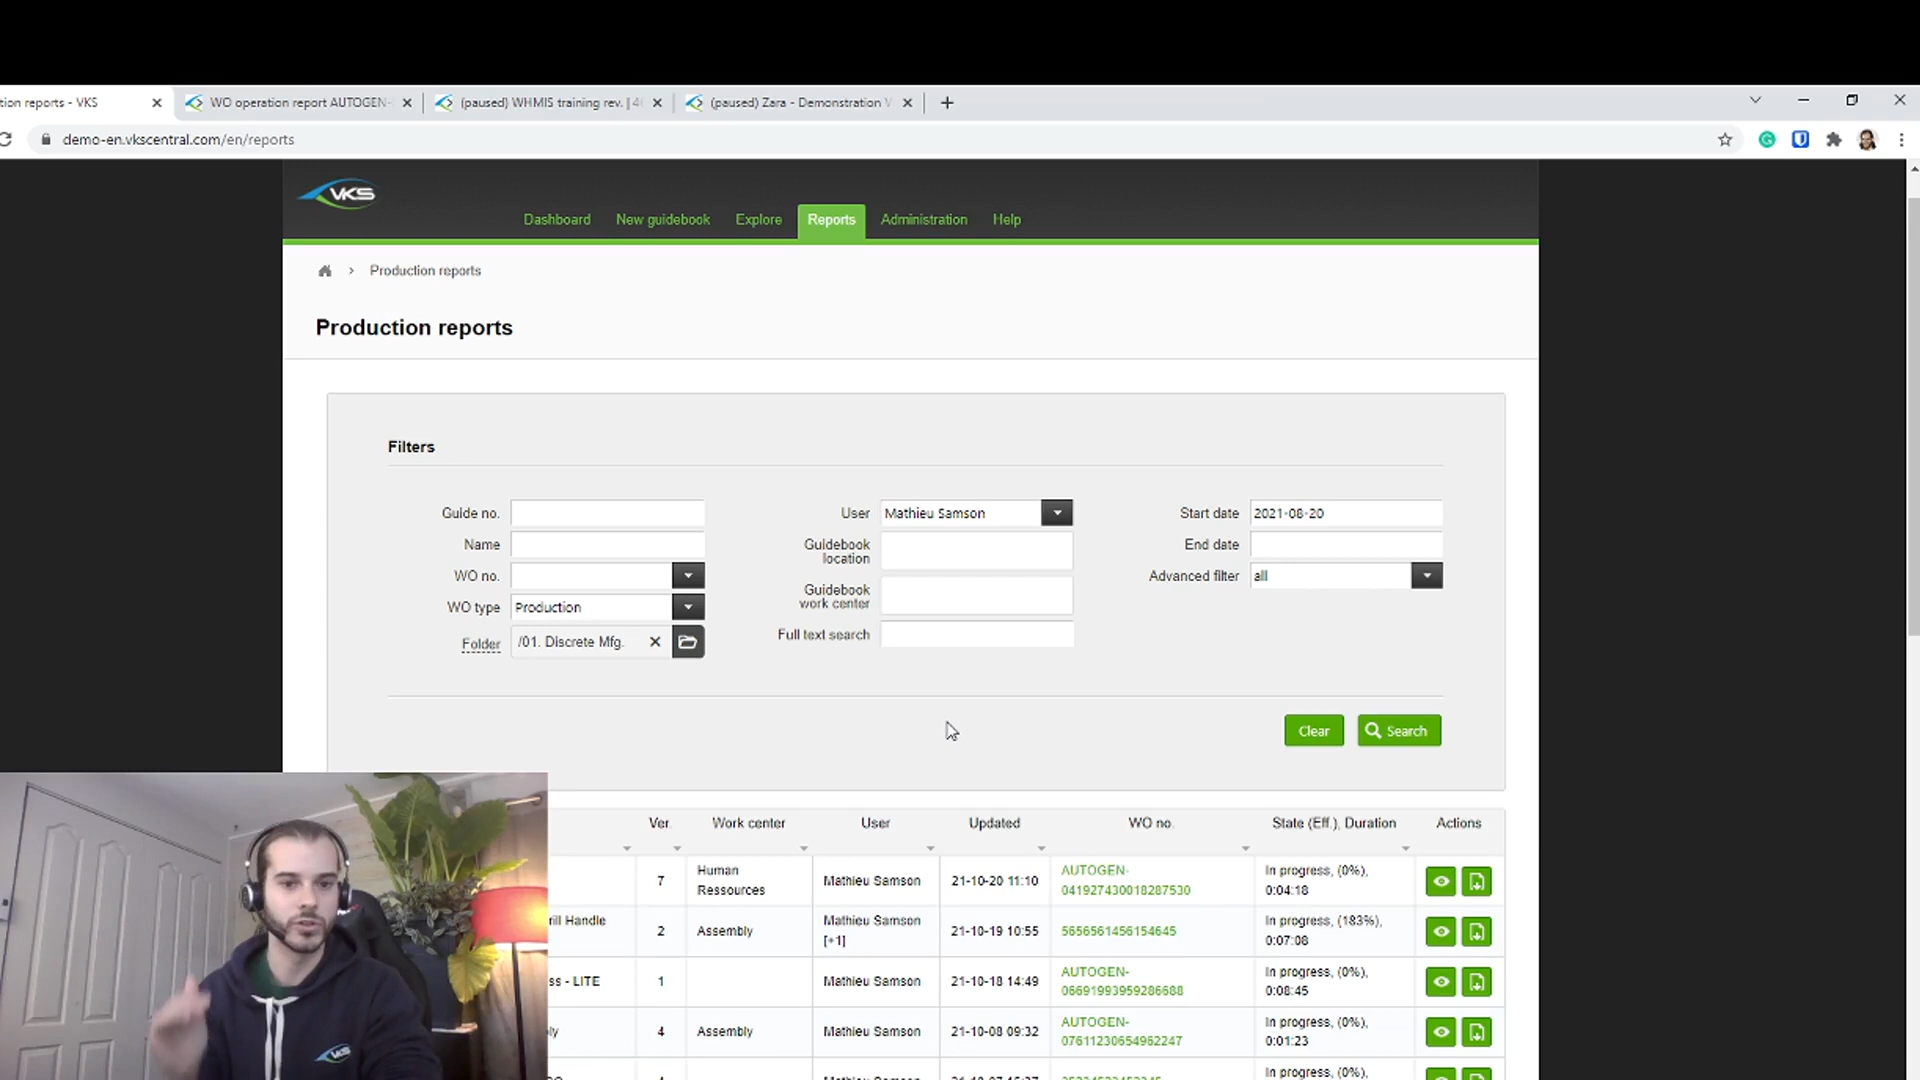 tion reports - VKS
WO operation report AUTOGEN-
(paused) WHMIS training rev. | 4
(paused) Zara - Demonstration V
demo-en.vkscentral.com/en/reports
VKS
Dashboard New guidebook Explore Reports Administration Help
Production reports
Production reports
Filters
Guide no.
Name
WO no.
WO type Production
Folder /01. Discrete Mfg.
User Mathieu Samson
Guidebook
location
Guidebook
work center
Full text search
Start date 2021-08-20
End date
Advanced filter all
Clear Search
Ver. Work center User Updated WO no. State (Eff.), Duration Actions
7 Human
Ressources Mathieu Samson 21-10-20 11:10 AUTOGEN-
041927430018287530 In progress, (0%),
0:04:18
rill Handle 2 Assembly Mathieu Samson
[+1] 21-10-19 10:55 5656561456154645 In progress, (183%),
0:07:08
ss - LITE 1 Mathieu Samson 21-10-18 14:49 AUTOGEN-
06691993959286688 In progress, (0%),
0:08:45
ly 4 Assembly Mathieu Samson 21-10-08 09:32 AUTOGEN-
07611230654962247 In progress, (0%),
0:01:23
In progress, (0%),
VKS